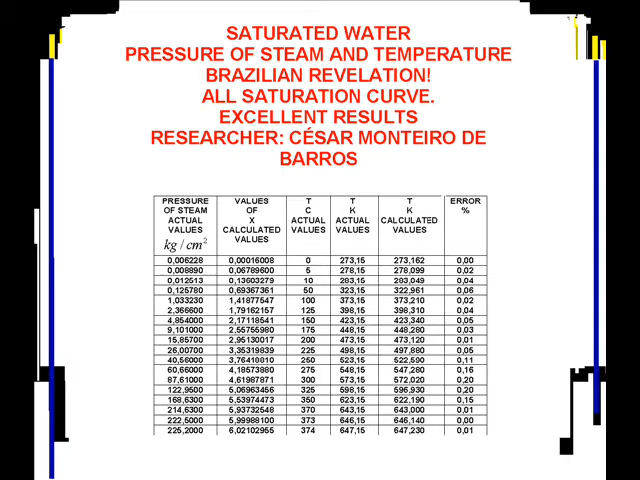 SATURATED WATER
PRESSURE OF STEAM AND TEMPERATURE
BRAZILIAN REVELATION!
ALL SATURATION CURVE.
EXCELLENT RESULTS
RESEARCHER: CÉSAR MONTEIRO DE
BARROS
PRESSURE OF STEAM ACTUAL VALUES kg / cm² VALUES OF X CALCULATED VALUES T C ACTUAL VALUES T K ACTUAL VALUES T K CALCULATED VALUES ERROR %
0,006228 0,00016008 0 273,15 273,162 0,00
0,008890 0,06789600 5 278,15 278,099 0,02
0,012513 0,13603279 10 283,15 283,049 0,04
0,125780 0,69367361 50 323,15 322,961 0,06
1,033230 1,41877547 100 373,15 373,210 0,02
2,366600 1,79162157 125 398,15 398,310 0,04
4,854000 2,17118541 150 423,15 423,340 0,05
9,101000 2,55755980 175 448,15 448,280 0,03
15,85700 2,95130017 200 473,15 473,120 0,01
26,00700 3,35319839 225 498,15 497,880 0,05
40,56000 3,76410010 250 523,15 522,500 0,11
60,66000 4,18573880 275 548,15 547,280 0,16
87,61000 4,61987871 300 573,15 572,020 0,20
122,9500 5,06963456 325 598,15 596,930 0,20
168,6300 5,53974473 350 623,15 622,190 0,15
214,6300 5,93732548 370 643,15 643,000 0,01
222,5000 5,99988100 373 646,15 646,140 0,00
225,2000 6,02102955 374 647,15 647,230 0,01